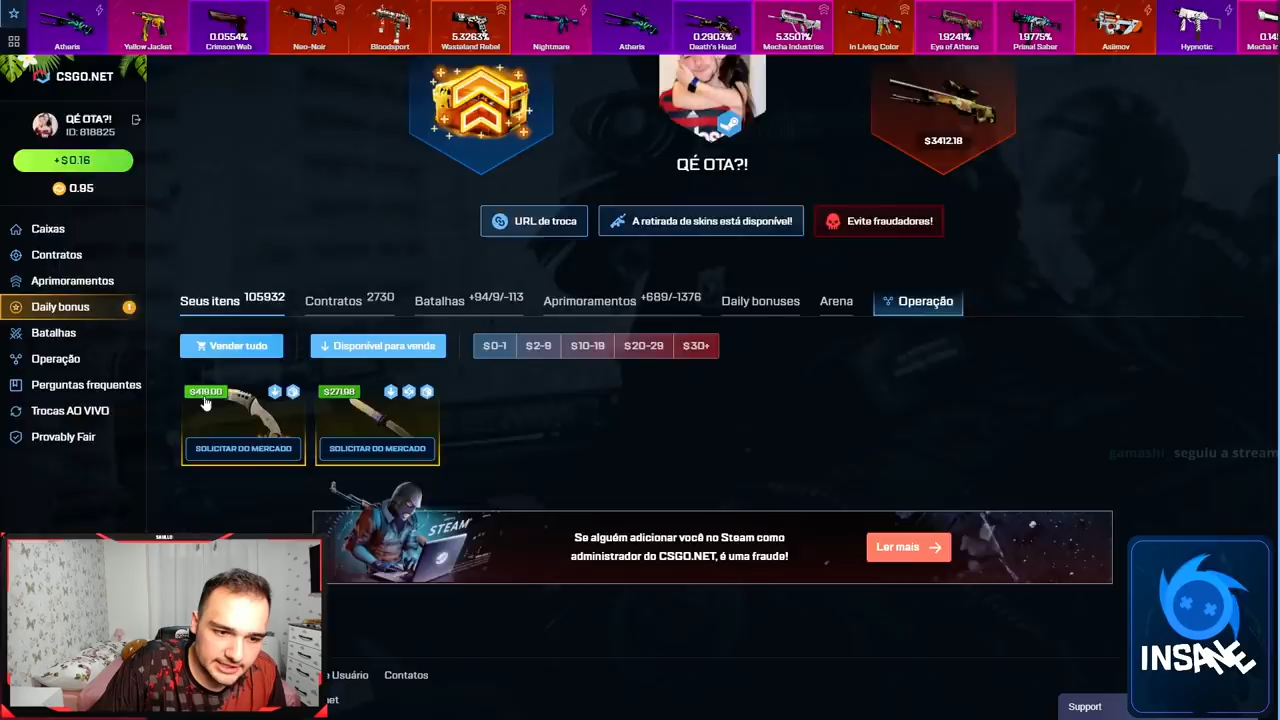 Atheris
Yellow Jacket
0.0554%
Crimson Web
Neo-Noir
Bloodsport
5.3263%
Wasteland Rebel
Nightmare
Atheris
0.2903%
Death's Head
5.3501%
Mecha Industries
In Living Color
1.9241%
Eye of Athena
1.9775%
Primal Saber
Asiimov
Hypnotic
0.14
Mecha In
CSGO.NET
QÉ OTA?!
ID: 818825
+$0.16
0.95
Caixas
Contratos
Aprimoramentos
Daily bonus
Batalhas
Operação
Perguntas frequentes
Trocas AO VIVO
Provably Fair
$3412.18
QÉ OTA?!
URL de troca
A retirada de skins está disponível!
Evite fraudadores!
Seus itens 105932
Contratos 2730
Batalhas +94/9/-113
Aprimoramentos +689/-1376
Daily bonuses
Arena
Operação
Vender tudo
Disponível para venda
$0-1
$2-9
$10-19
$20-29
$30+
$419.00
$271.98
SOLICITAR DO MERCADO
SOLICITAR DO MERCADO
gamashi_ seguiu a stream
STEAM
Se alguém adicionar você no Steam como
administrador do CSGO.NET, é uma fraude!
Ler mais
INSANE
Usuário
Contatos
Support